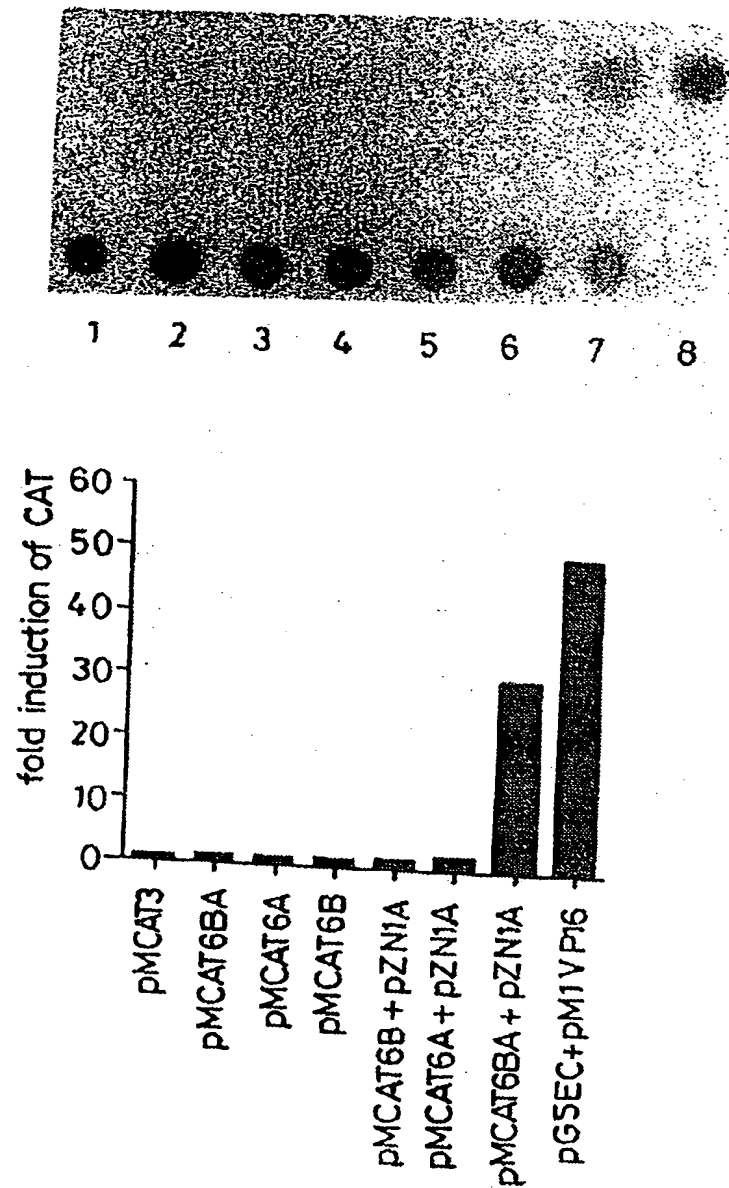 1 2 3 4 5 6 7 8
fold induction of CAT
60
50
40
30
20
10
0
pMCAT3
pMCAT6BA
pMCAT6A
pMCAT6B
pMCAT6B+pZN1A
pMCAT6A+pZN1A
pMCAT6BA+pZN1A
pG5EC+pM1VP16